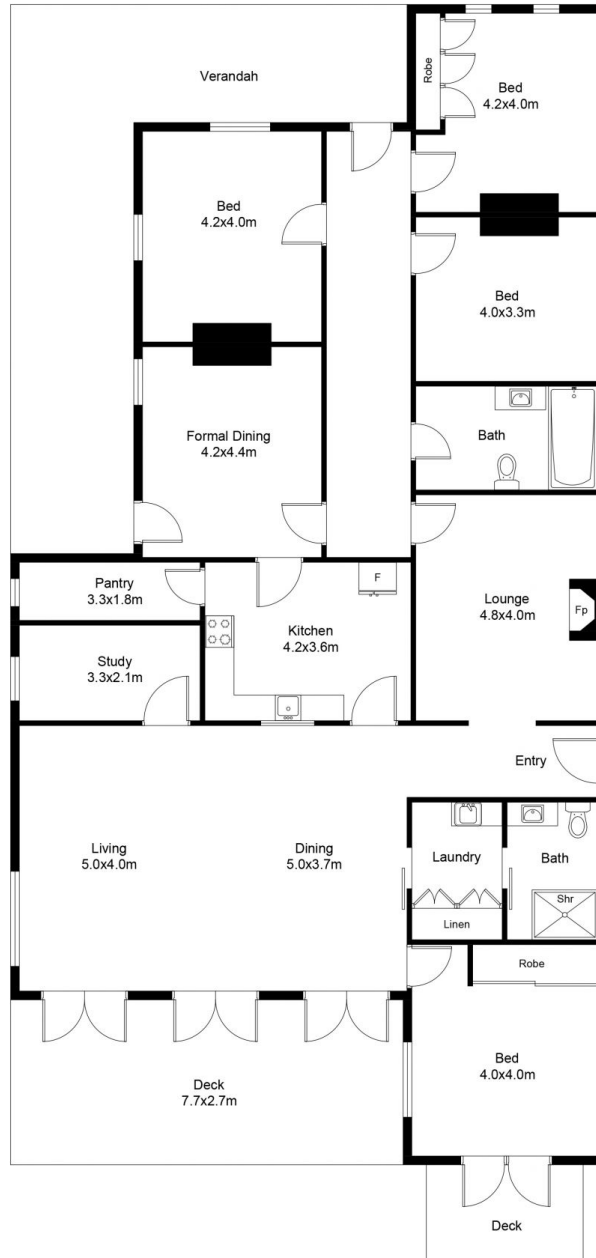 Verandah
Robe
Bed
4.2x4.0m
Bed
4.2x4.0m
Bed
4.0x3.3m
Formal Dining
4.2x4.4m
Bath
Pantry
3.3x1.8m
F
Kitchen
4.2x3.6m
Lounge
4.8x4.0m
Fp
Study
3.3x2.1m
Entry
Living
5.0x4.0m
Dining
5.0x3.7m
Laundry
Bath
Shr
Linen
Robe
Bed
4.0x4.0m
Deck
7.7x2.7m
Deck